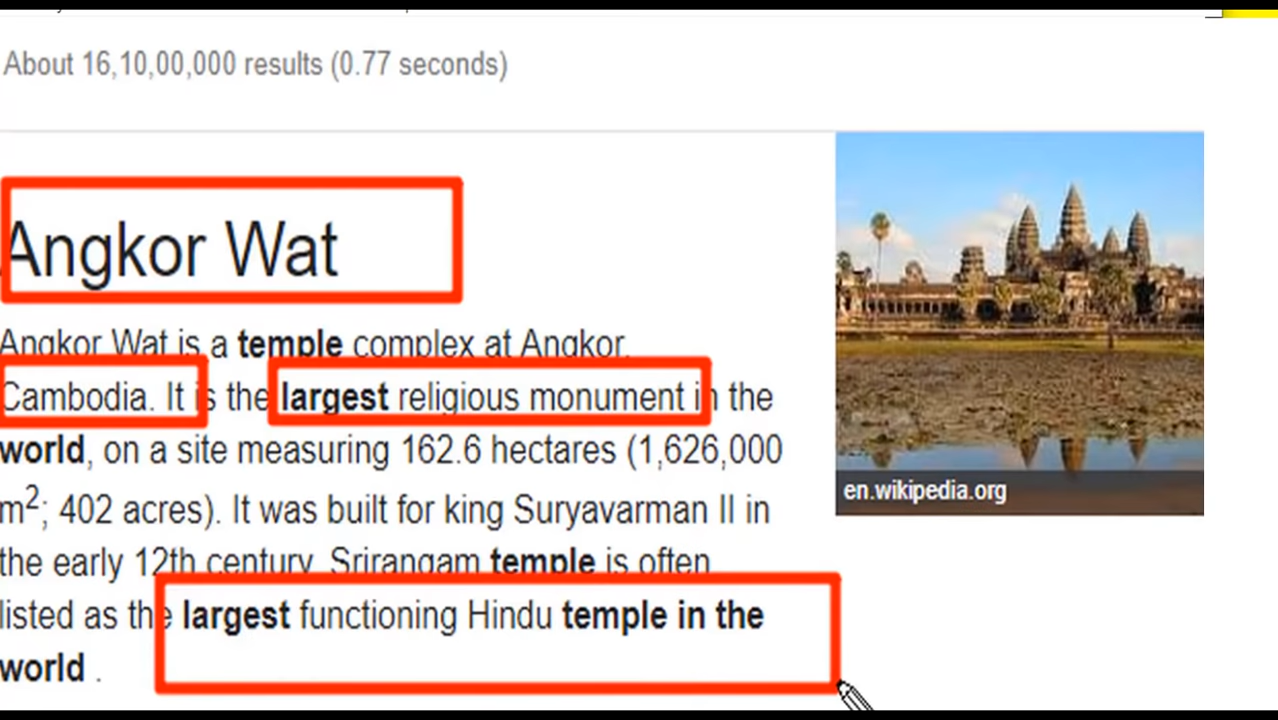 About 16,10,00,000 results (0.77 seconds)
Angkor Wat
Angkor Wat is a temple complex at Angkor,
Cambodia. It is the largest religious monument in the
world, on a site measuring 162.6 hectares (1,626,000
m²; 402 acres). It was built for king Suryavarman II in
the early 12th century. Srirangam temple is often
listed as the largest functioning Hindu temple in the
world .
en.wikipedia.org